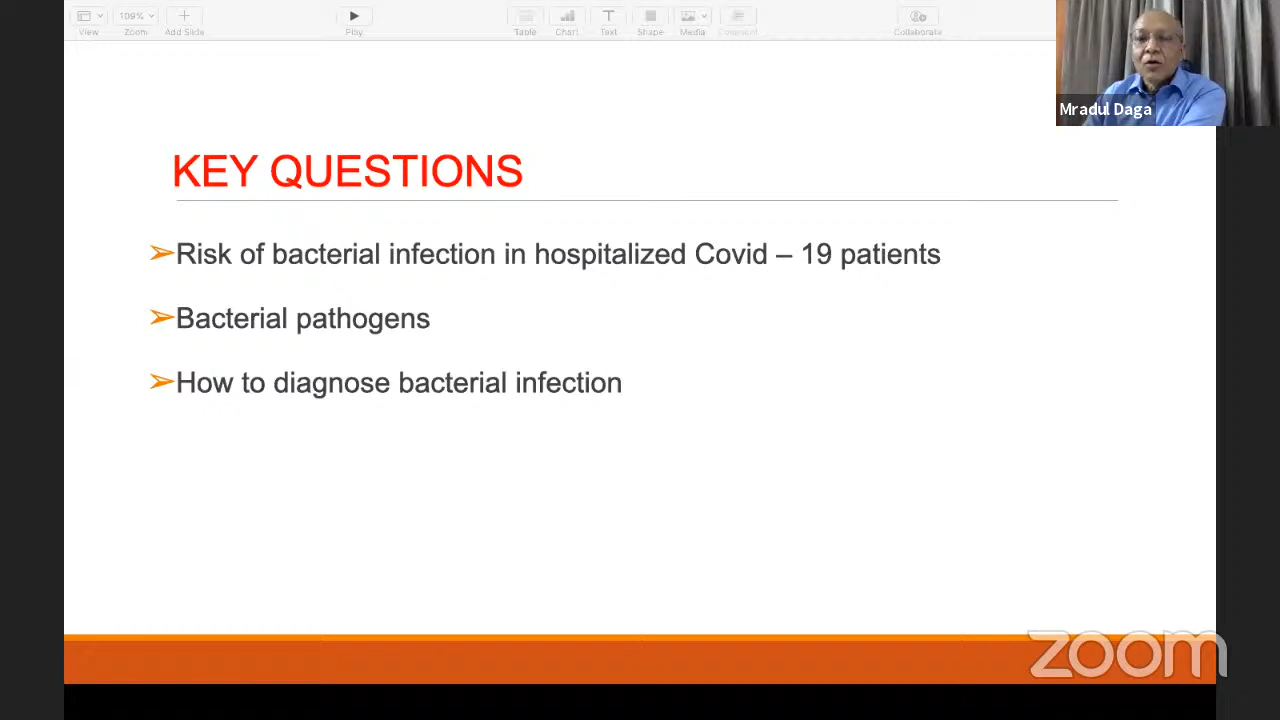 109%
View
Zoom
Add Slide
Play
Table
Chart
Text
Shape
Media
Comment
Collaborate
Mradul Daga
KEY QUESTIONS
➢Risk of bacterial infection in hospitalized Covid – 19 patients
➢Bacterial pathogens
➢How to diagnose bacterial infection
zoom